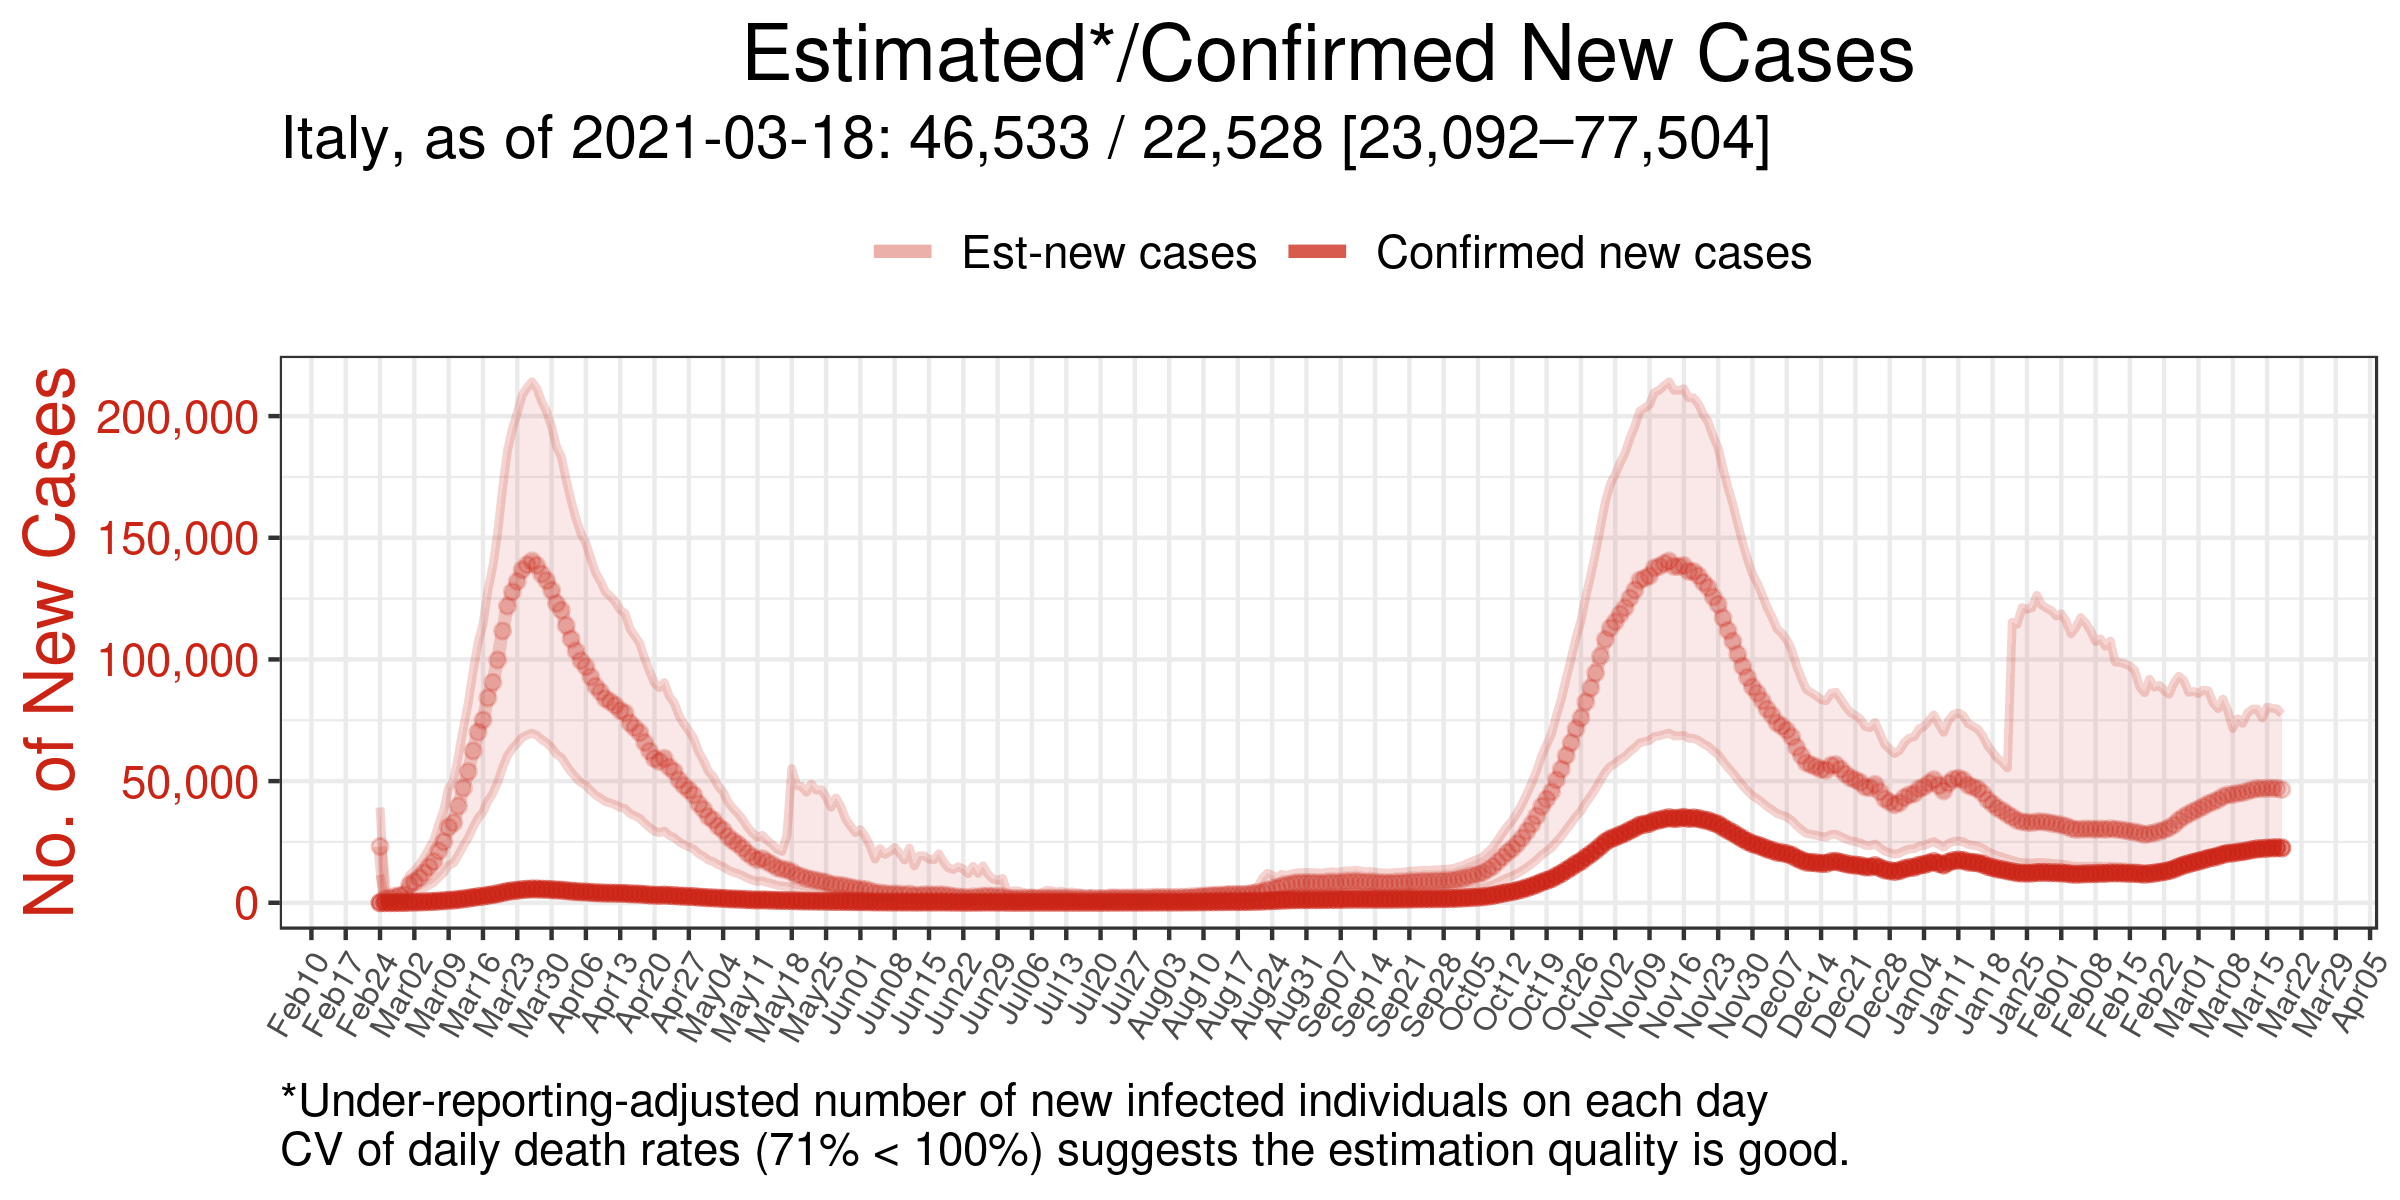 Estimated*/Confirmed New Cases
Italy, as of 2021-03-18: 46,533 / 22,528 [23,092–77,504]
Est-new cases
Confirmed new cases
No. of New Cases
200,000
150,000
100,000
50,000
0
Feb10
Feb17
Feb24
Mar02
Mar09
Mar16
Mar23
Mar30
Apr06
Apr13
Apr20
Apr27
May04
May11
May18
May25
Jun01
Jun08
Jun15
Jun22
Jun29
Jul06
Jul13
Jul20
Jul27
Aug03
Aug10
Aug17
Aug24
Aug31
Sep07
Sep14
Sep21
Sep28
Oct05
Oct12
Oct19
Oct26
Nov02
Nov09
Nov16
Nov23
Nov30
Dec07
Dec14
Dec21
Dec28
Jan04
Jan11
Jan18
Jan25
Feb01
Feb08
Feb15
Feb22
Mar01
Mar08
Mar15
Mar22
Mar29
Apr05
*Under-reporting-adjusted number of new infected individuals on each day
CV of daily death rates (71% < 100%) suggests the estimation quality is good.